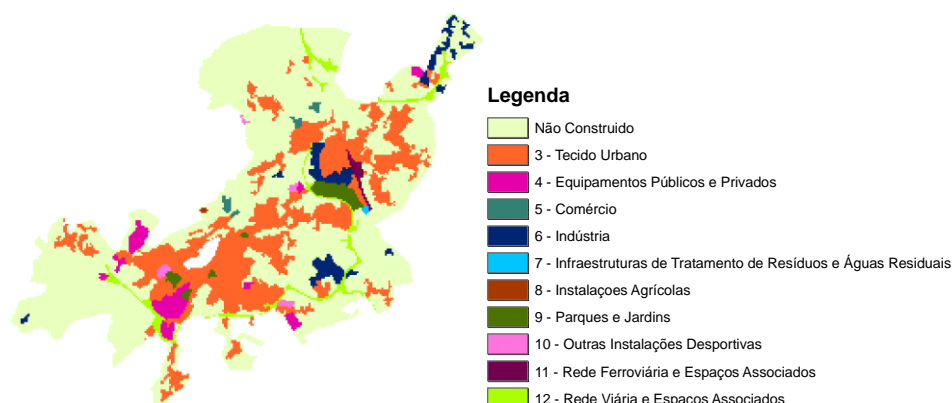 Legenda
Não Construido
3 - Tecido Urbano
4 - Equipamentos Públicos e Privados
5 - Comércio
6 - Indústria
7 - Infraestruturas de Tratamento de Resíduos e Águas Residuais
8 - Instalaçoes Agrícolas
9 - Parques e Jardins
10 - Outras Instalações Desportivas
11 - Rede Ferroviária e Espaços Associados
12 - Rede Viária e Espaços Associados